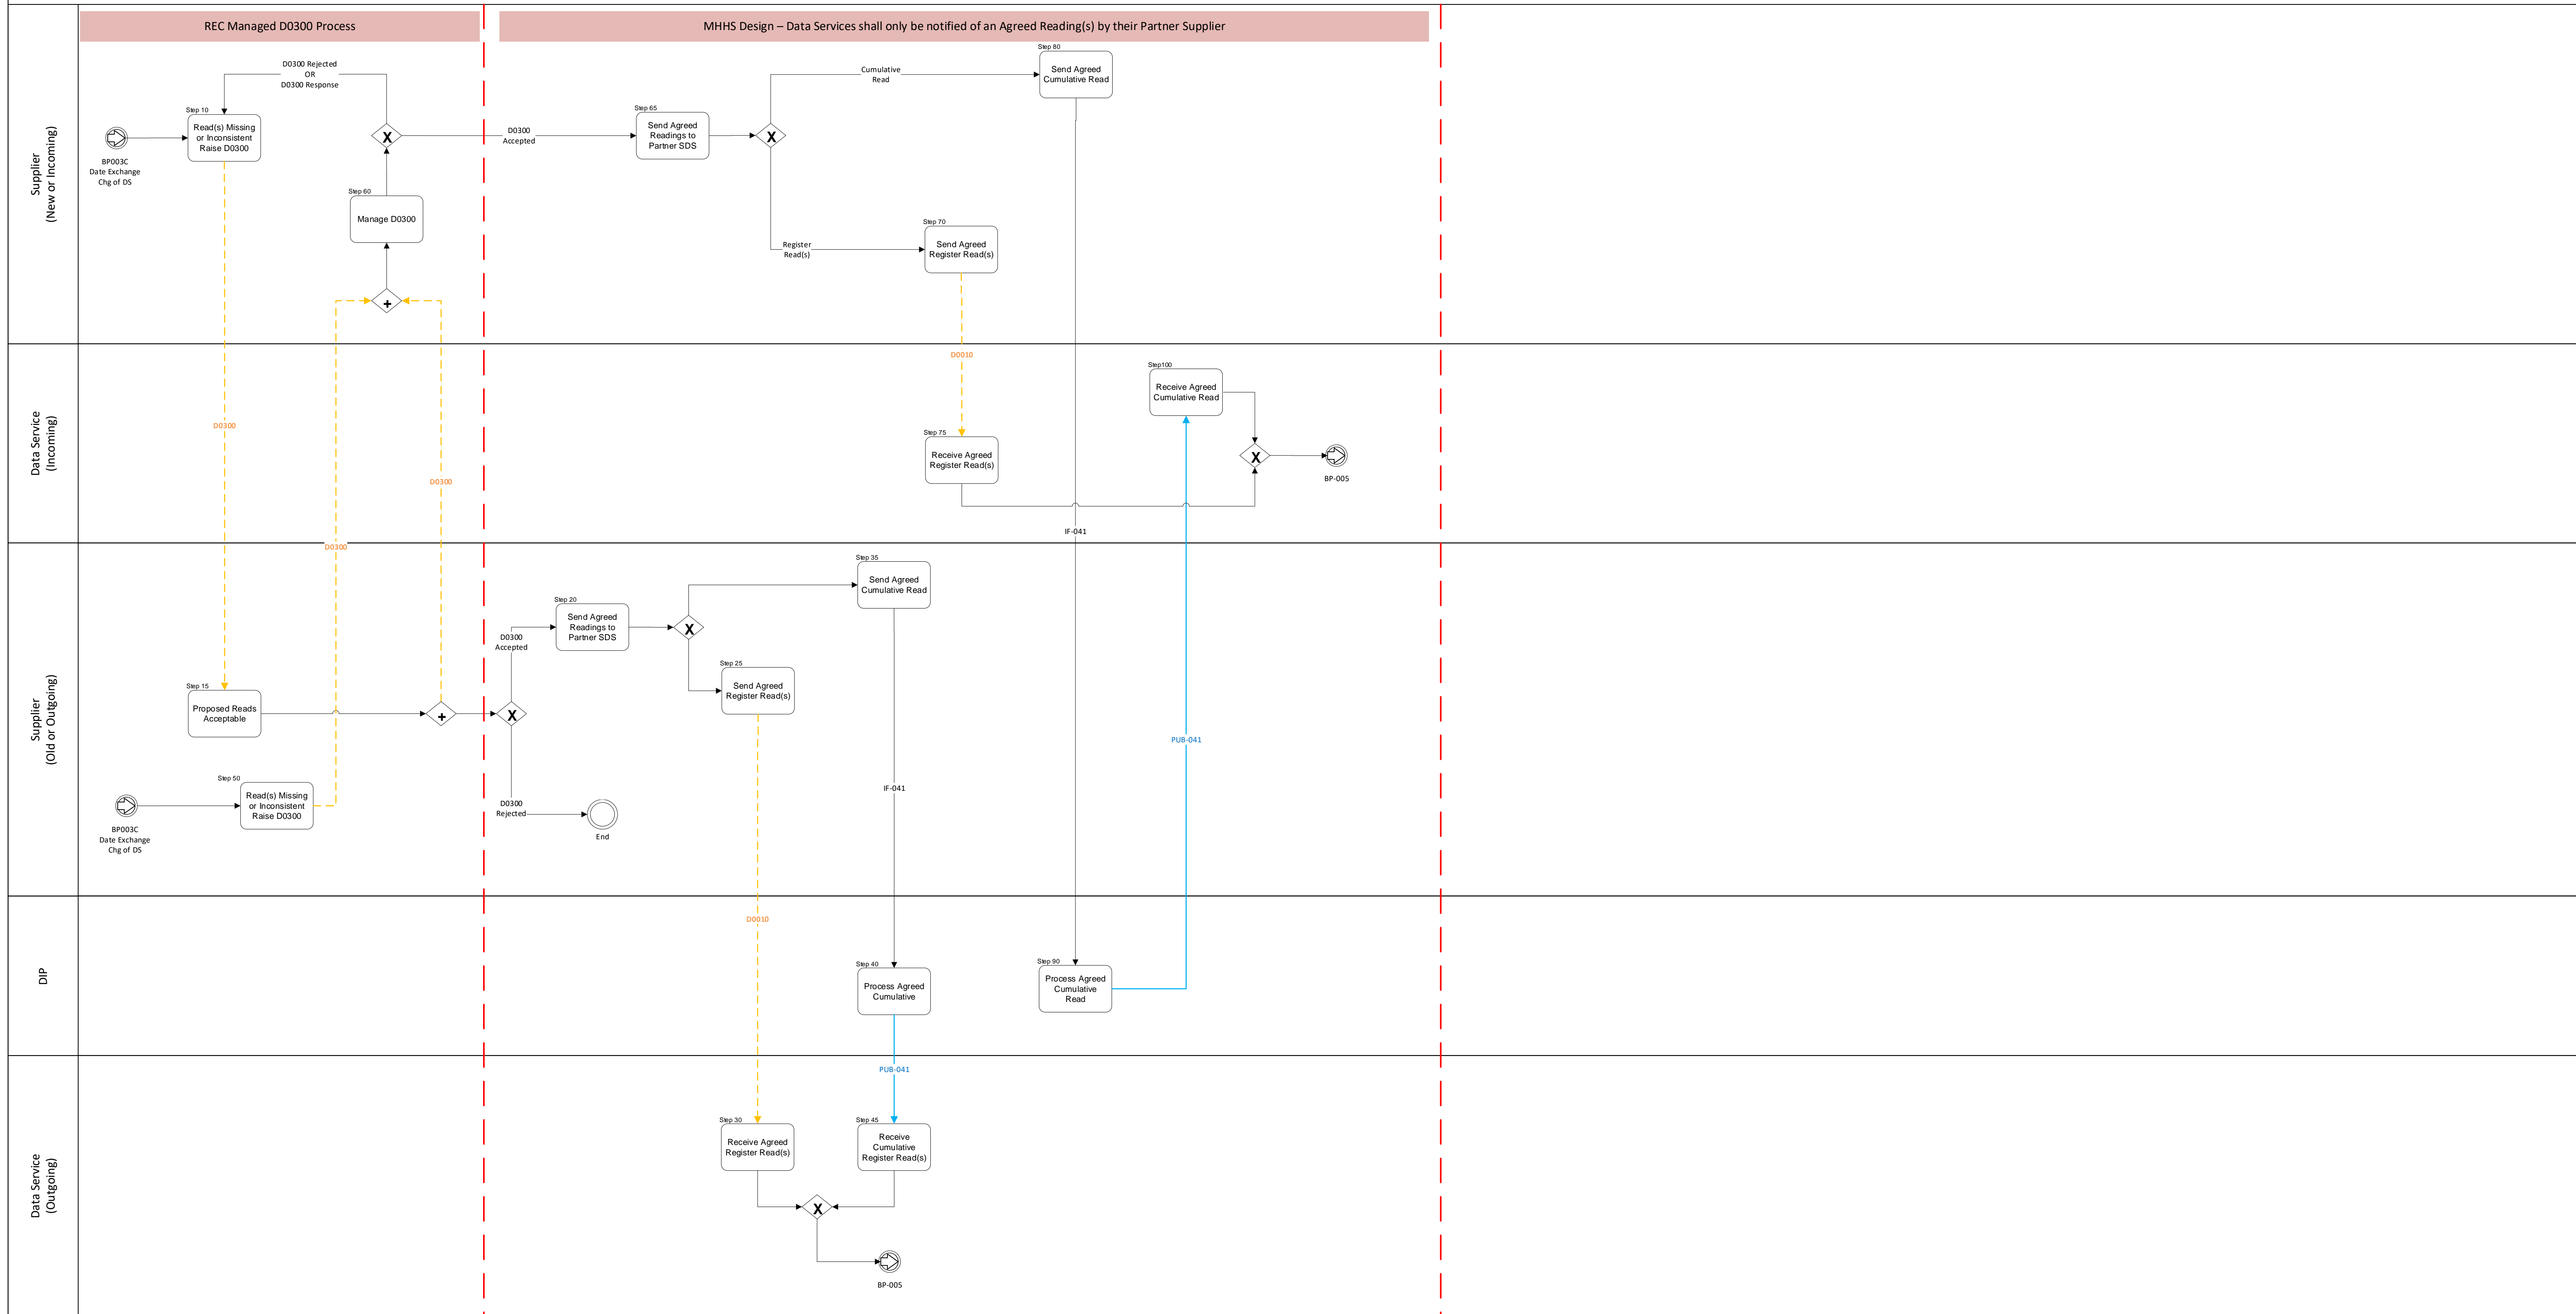 REC Managed D0300 Process
MHHS Design – Data Services shall only be notified of an Agreed Reading(s) by their Partner Supplier
Supplier
(New or Incoming)
D0300 Rejected
OR
D0300 Response
Step 10
Read(s) Missing
or Inconsistent
Raise D0300
BP003C
Date Exchange
Chg of DS
X
Step 60
Manage D0300
+
D0300
Accepted
Step 65
Send Agreed
Readings to
Partner SDS
X
Cumulative
Read
Step 80
Send Agreed
Cumulative Read
Register
Read(s)
Step 70
Send Agreed
Register Read(s)
Data Service
(Incoming)
D0300
D0300
D0300
D0010
Step 75
Receive Agreed
Register Read(s)
Step100
Receive Agreed
Cumulative Read
X
BP-005
IF-041
Supplier
(Old or Outgoing)
Step 15
Proposed Reads
Acceptable
+
X
D0300
Accepted
Step 20
Send Agreed
Readings to
Partner SDS
X
Step 35
Send Agreed
Cumulative Read
Step 25
Send Agreed
Register Read(s)
Step 50
Read(s) Missing
or Inconsistent
Raise D0300
BP003C
Date Exchange
Chg of DS
D0300
Rejected
End
IF-041
PUB-041
DIP
D0010
Step 40
Process Agreed
Cumulative
Step 90
Process Agreed
Cumulative
Read
Data Service
(Outgoing)
PUB-041
Step 30
Receive Agreed
Register Read(s)
Step 45
Receive
Cumulative
Register Read(s)
X
BP-005